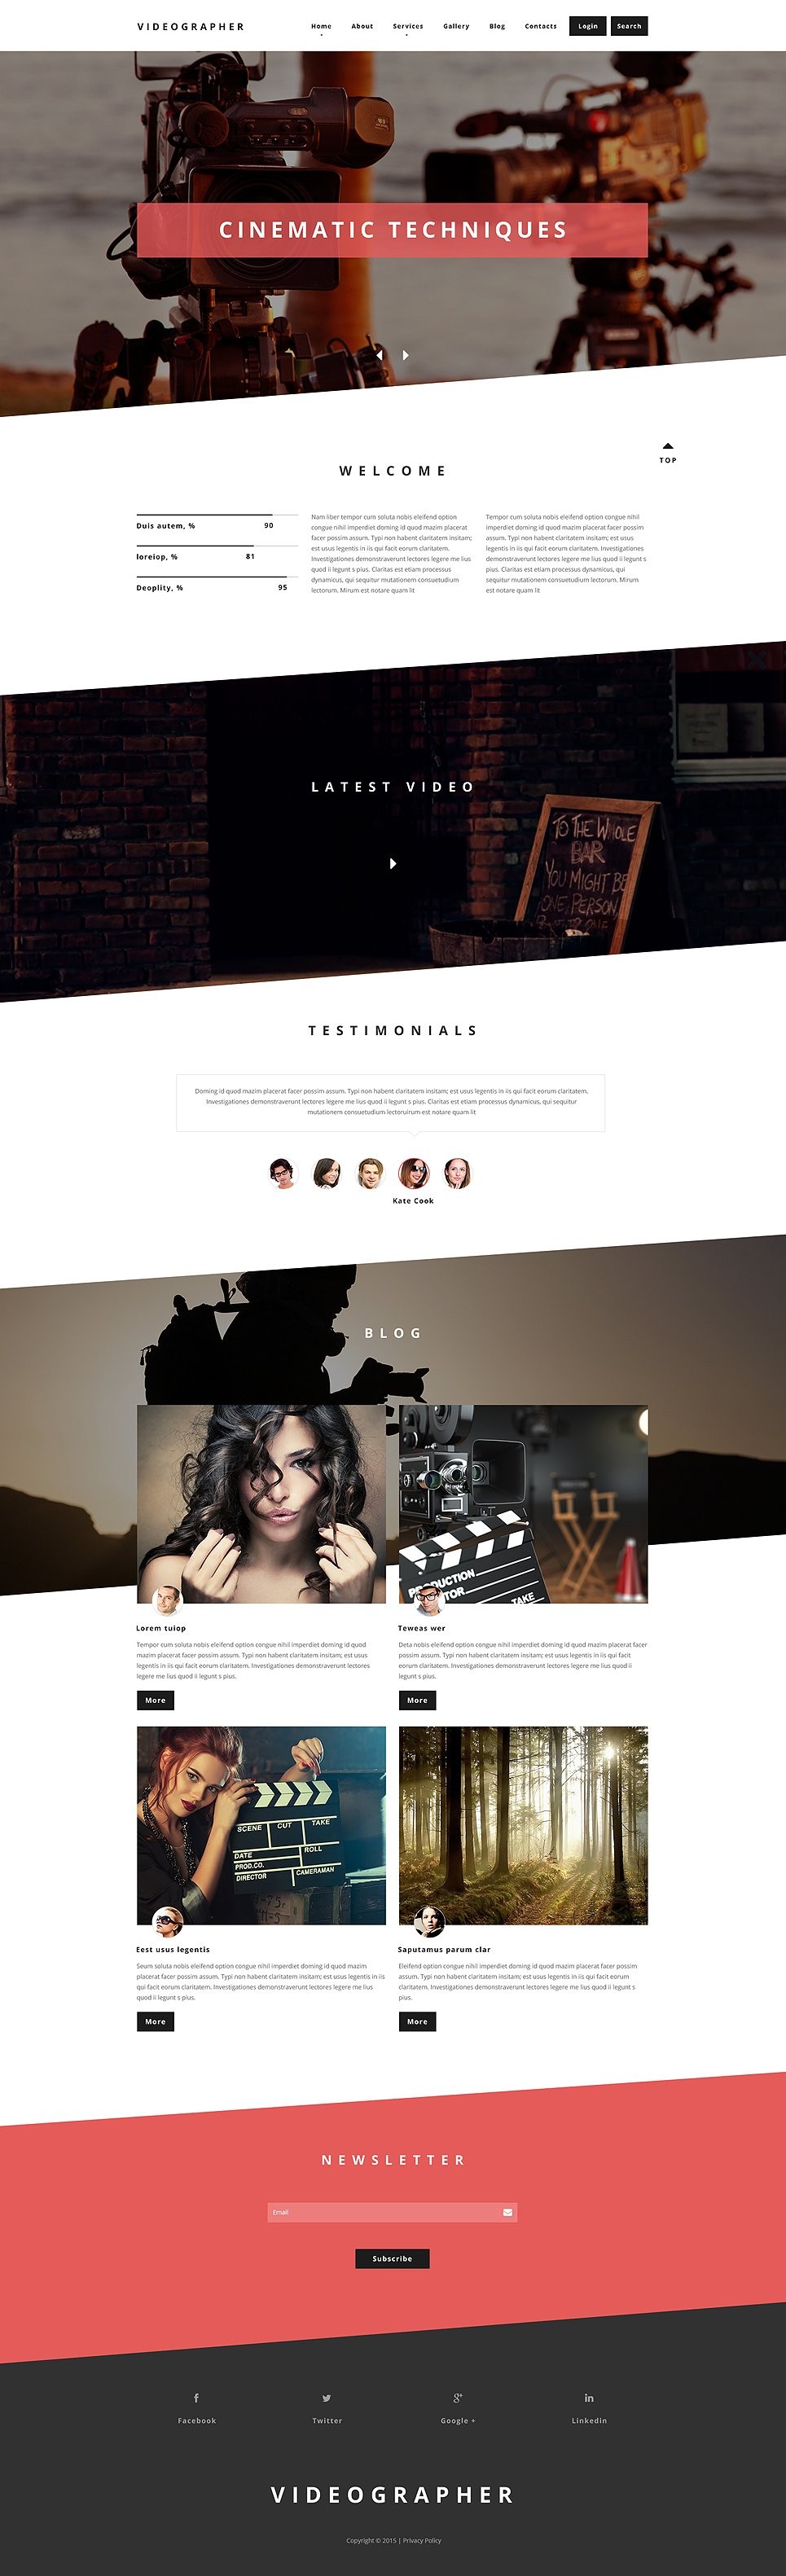 VIDEOGRAPHER
Home About Services Gallery Blog Contacts Login Search
CINEMATIC TECHNIQUES
TOP
WELCOME
Duis autem, % 90
loreiop, % 81
Deoplity, % 95
Nam liber tempor cum soluta nobis eleifend option
congue nihil imperdiet doming id quod mazim placerat
facer possim assum. Typi non habent claritatem insitam;
est usus legentis in iis qui facit eorum claritatem.
Investigationes demonstraverunt lectores legere me lius
quod ii legunt s pius. Claritas est etiam processus
dynamicus, qui sequitur mutationem consuetudium
lectorum. Mirum est notare quam lit
Tempor cum soluta nobis eleifend option congue nihil
imperdiet doming id quod mazim placerat facer possim
assum. Typi non habent claritatem insitam; est usus
legentis in iis qui facit eorum claritatem. Investigationes
demonstraverunt lectores legere me lius quod ii legunt s
pius. Claritas est etiam processus dynamicus, qui
sequitur mutationem consuetudium lectorum. Mirum
est notare quam lit
LATEST VIDEO
TO THE WHOLE
BAR
YOU MIGHT BE
ONE PERSON
TESTIMONIALS
Doming id quod mazim placerat facer possim assum. Typi non habent claritatem insitam; est usus legentis in iis qui facit eorum claritatem.
Investigationes demonstraverunt lectores legere me lius quod ii legunt s pius. Claritas est etiam processus dynamicus, qui sequitur
mutationem consuetudium lectoruirum est notare quam lit
Kate Cook
BLOG
PRODUCTION
TOR
TAKE
Lorem tuiop
Tempor cum soluta nobis eleifend option congue nihil imperdiet doming id quod
mazim placerat facer possim assum. Typi non habent claritatem insitam; est usus
legentis in iis qui facit eorum claritatem. Investigationes demonstraverunt lectores
legere me lius quod ii legunt s pius.
More
Teweas wer
Deta nobis eleifend option congue nihil imperdiet doming id quod mazim placerat facer
possim assum. Typi non habent claritatem insitam; est usus legentis in iis qui facit
eorum claritatem. Investigationes demonstraverunt lectores legere me lius quod ii
legunt s pius.
More
SCENE CUT TAKE
DATE ROLL
PROD.CO.
DIRECTOR CAMERAMAN
Eest usus legentis
Seum soluta nobis eleifend option congue nihil imperdiet doming id quod mazim
placerat facer possim assum. Typi non habent claritatem insitam; est usus legentis in iis
qui facit eorum claritatem. Investigationes demonstraverunt lectores legere me lius
quod ii legunt s pius.
More
Saputamus parum clar
Eleifend option congue nihil imperdiet doming id quod mazim placerat facer possim
assum. Typi non habent claritatem insitam; est usus legentis in iis qui facit eorum
claritatem. Investigationes demonstraverunt lectores legere me lius quod ii legunt s
pius.
More
NEWSLETTER
Email
Subscribe
Facebook Twitter Google + Linkedin
VIDEOGRAPHER
Copyright © 2015 | Privacy Policy